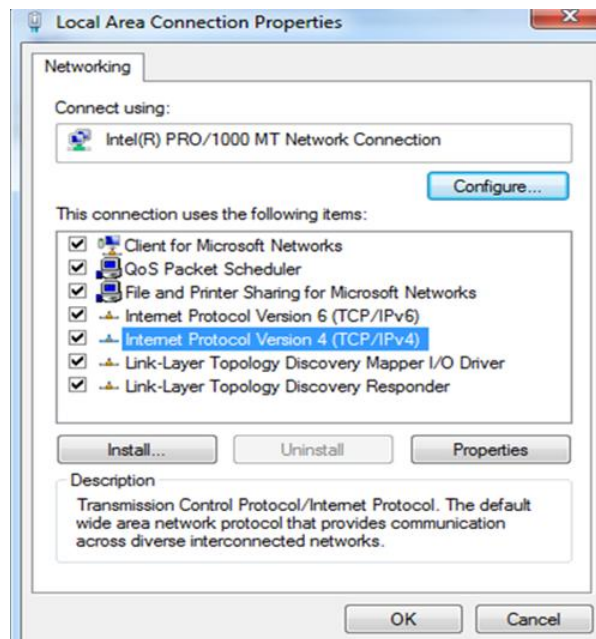 Local Area Connection Properties
Networking
Connect using:
Intel(R) PRO/1000 MT Network Connection
Configure...
This connection uses the following items:
Client for Microsoft Networks
QoS Packet Scheduler
File and Printer Sharing for Microsoft Networks
Internet Protocol Version 6 (TCP/IPv6)
Internet Protocol Version 4 (TCP/IPv4)
Link-Layer Topology Discovery Mapper I/O Driver
Link-Layer Topology Discovery Responder
Install... Uninstall Properties
Description
Transmission Control Protocol/Internet Protocol. The default
wide area network protocol that provides communication
across diverse interconnected networks.
OK Cancel